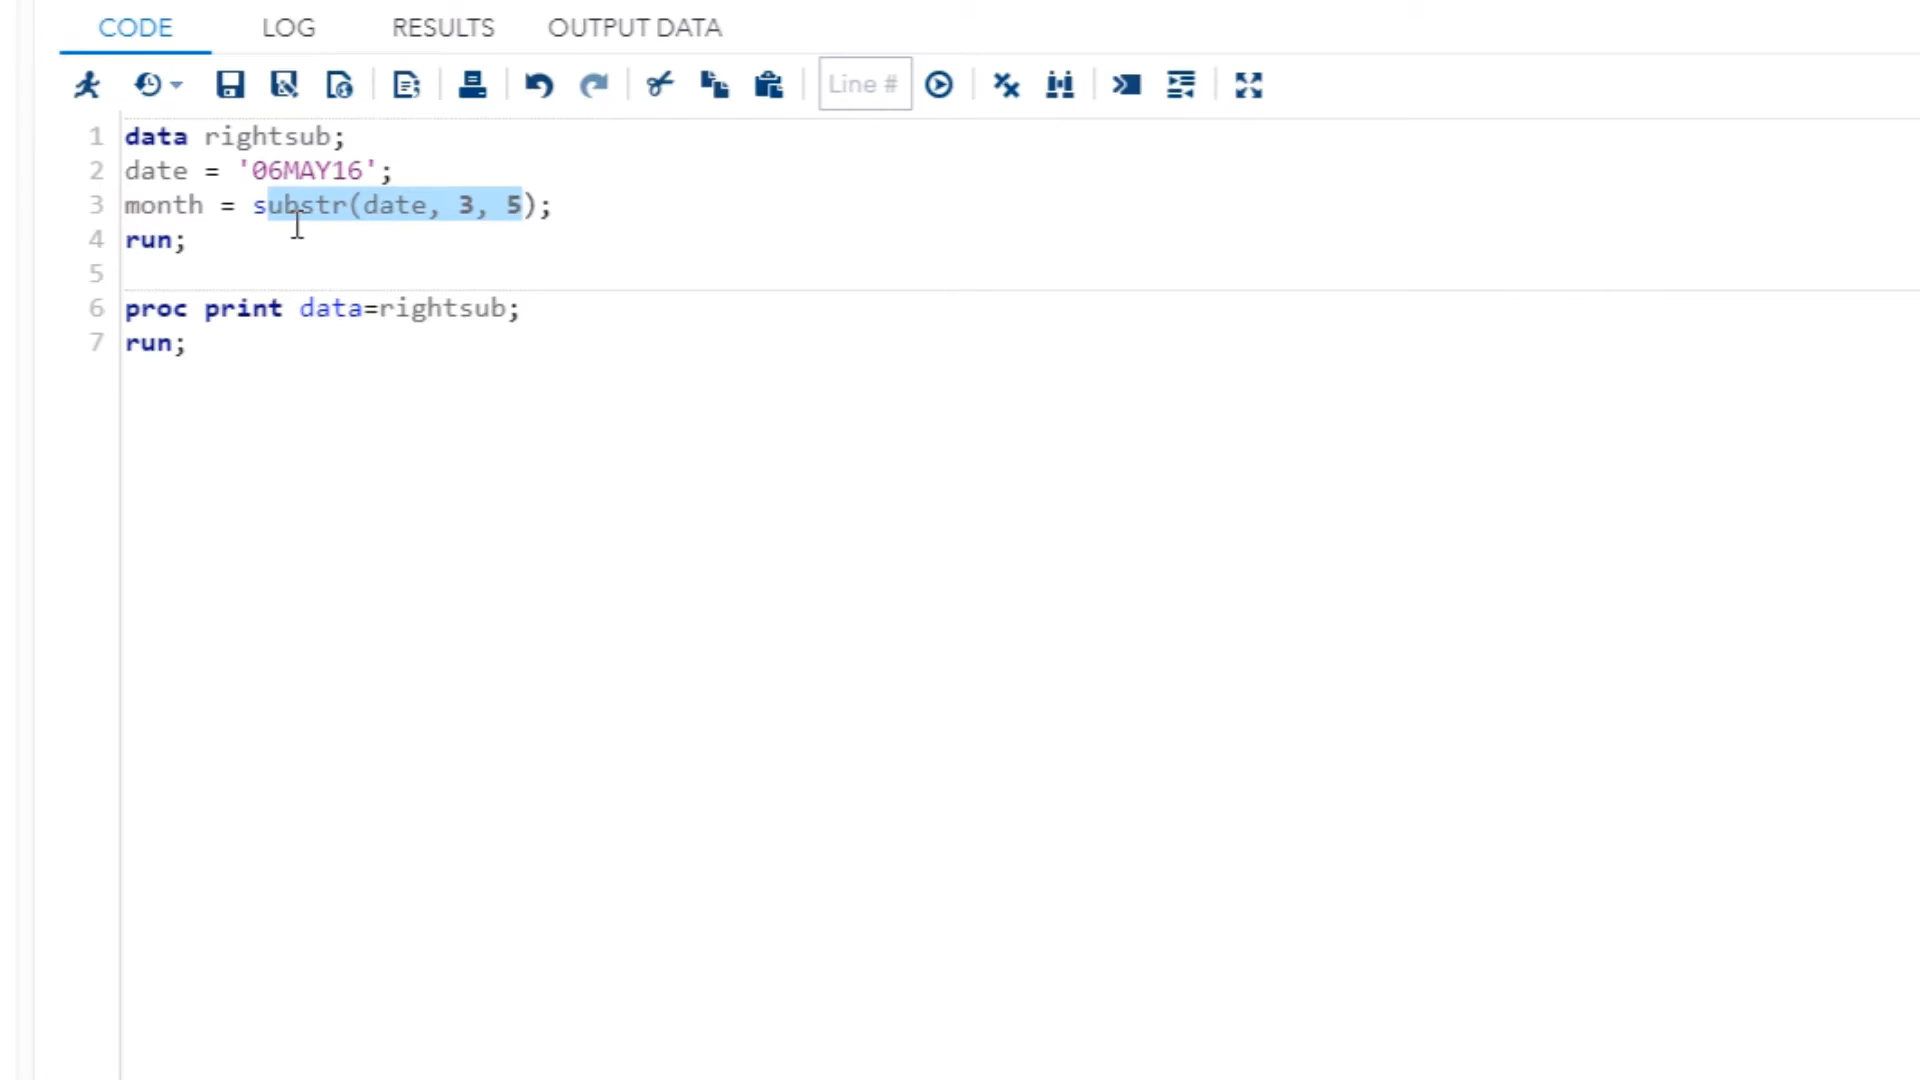 CODE LOG RESULTS OUTPUT DATA
Line #
1 data rightsub;
2 date = '06MAY16';
3 month = substr(date, 3, 5);
4 run;
5
6 proc print data=rightsub;
7 run;